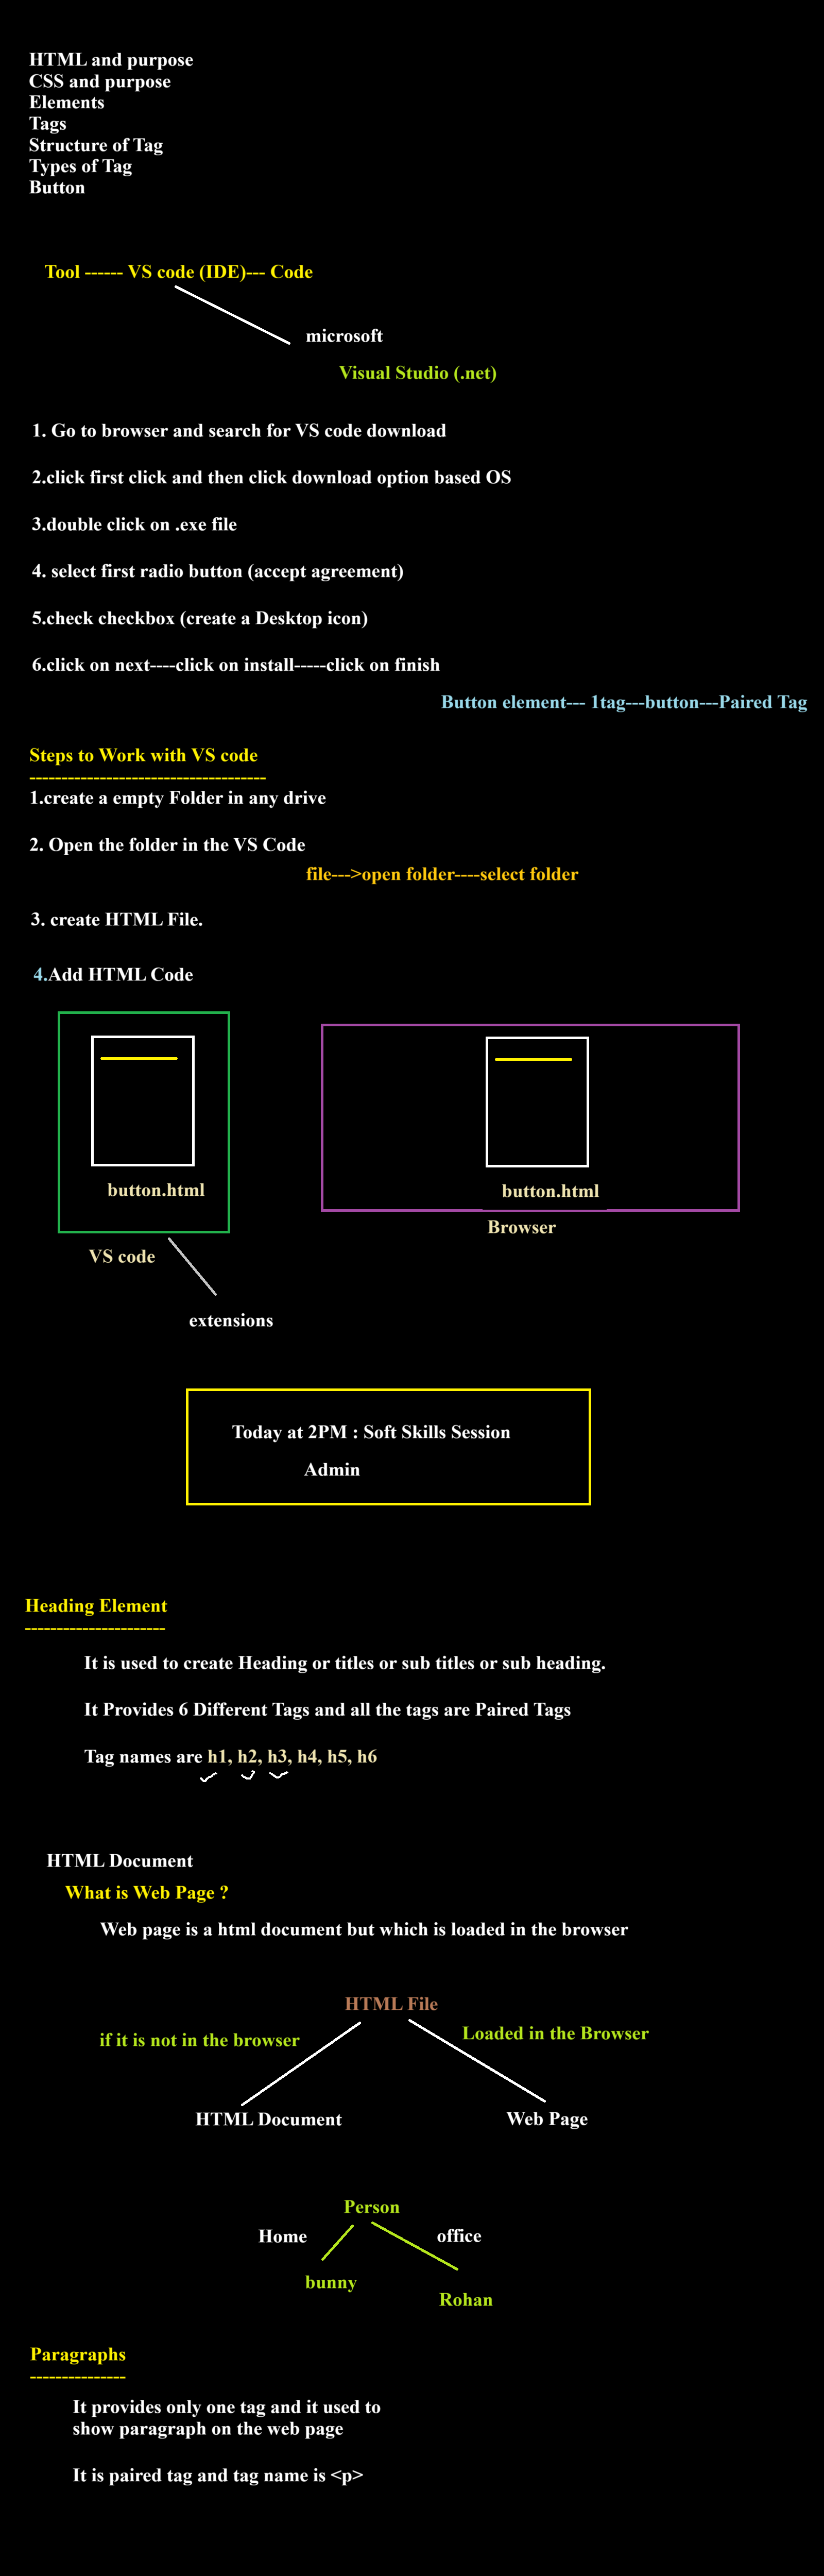 HTML and purpose
CSS and purpose
Elements
Tags
Structure of Tag
Types of Tag
Button
Tool ------ VS code (IDE)--- Code
microsoft
Visual Studio (.net)
1. Go to browser and search for VS code download
2.click first click and then click download option based OS
3.double click on .exe file
4. select first radio button (accept agreement)
5.check checkbox (create a Desktop icon)
6.click on next----click on install-----click on finish
Button element--- 1tag---button---Paired Tag
Steps to Work with VS code
-------------------------------------
1.create a empty Folder in any drive
2. Open the folder in the VS Code
file--->open folder----select folder
3. create HTML File.
4.Add HTML Code
button.html
button.html
Browser
VS code
extensions
Today at 2PM : Soft Skills Session
Admin
Heading Element
----------------------
It is used to create Heading or titles or sub titles or sub heading.
It Provides 6 Different Tags and all the tags are Paired Tags
Tag names are h1, h2, h3, h4, h5, h6
HTML Document
What is Web Page ?
Web page is a html document but which is loaded in the browser
HTML File
if it is not in the browser
Loaded in the Browser
HTML Document
Web Page
Person
Home
office
bunny
Rohan
Paragraphs
---------------
It provides only one tag and it used to
show paragraph on the web page
It is paired tag and tag name is <p>